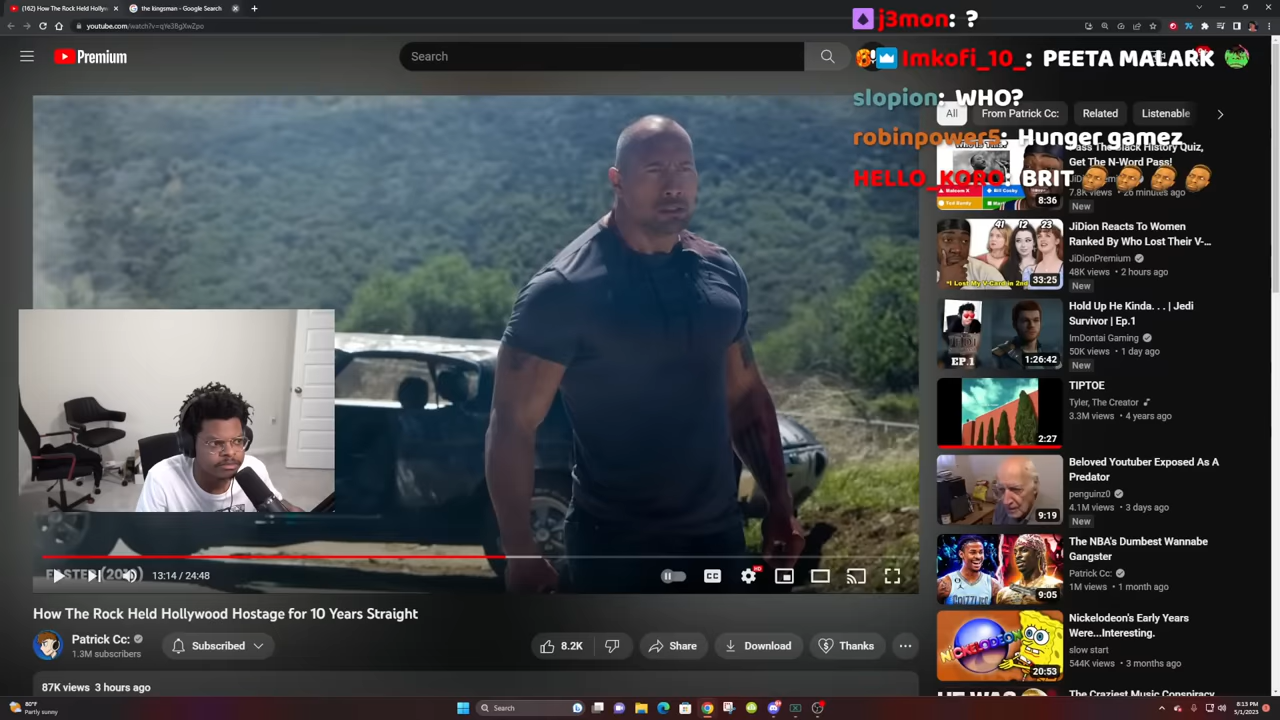 (162) How The Rock Held Hollyw
the kingsman - Google Search
youtube.com/watch?v=qYe38gXwZpo
Premium
Search
j3mon: ?
Imkofi_10_: PEETA MALARK
slopion: WHO?
robinpower5: Hunger gamez
HELLO_KORO: BRIT
All
From Patrick Cc:
Related
Listenable
Pass The Black History Quiz,
Get The N-Word Pass!
7.8K views • 26 minutes ago
New
8:36
JiDion Reacts To Women
Ranked By Who Lost Their V-...
JiDionPremium
48K views • 2 hours ago
New
41 12 23
33:25
Hold Up He Kinda. . . | Jedi
Survivor | Ep.1
ImDontai Gaming
50K views • 1 day ago
New
EP.1
1:26:42
TIPTOE
Tyler, The Creator
3.3M views • 4 years ago
2:27
Beloved Youtuber Exposed As A
Predator
penguinz0
4.1M views • 3 days ago
New
9:19
The NBA's Dumbest Wannabe
Gangster
Patrick Cc:
1M views • 1 month ago
9:05
Nickelodeon's Early Years
Were...Interesting.
slow start
544K views • 3 months ago
NICKELODEON
20:53
The Craziest Music Conspiracy
HE WAS
13:14 / 24:48
HD
How The Rock Held Hollywood Hostage for 10 Years Straight
Patrick Cc:
1.3M subscribers
Subscribed
8.2K
Share
Download
Thanks
87K views 3 hours ago
80°F
Partly sunny
Search
8:13 PM
5/1/2023